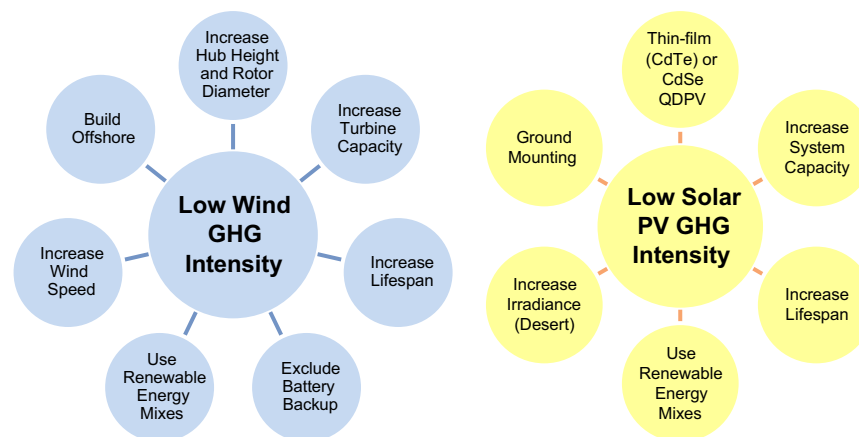 Increase
Hub Height
and Rotor
Diameter
Increase
Turbine
Capacity
Increase
Lifespan
Exclude
Battery
Backup
Use
Renewable
Energy
Mixes
Increase
Wind
Speed
Build
Offshore
Low Wind
GHG
Intensity
Thin-film
(CdTe) or
CdSe
QDPV
Increase
System
Capacity
Increase
Lifespan
Use
Renewable
Energy
Mixes
Increase
Irradiance
(Desert)
Ground
Mounting
Low Solar
PV GHG
Intensity